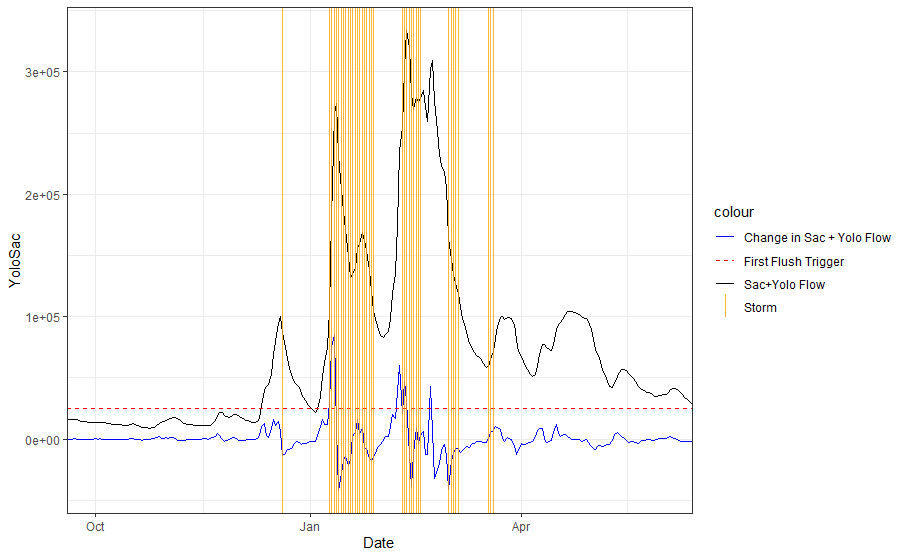 3e+05
2e+05
1e+05
0e+00
YoloSac
Oct
Jan
Apr
Date
colour
Change in Sac + Yolo Flow
First Flush Trigger
Sac+Yolo Flow
Storm